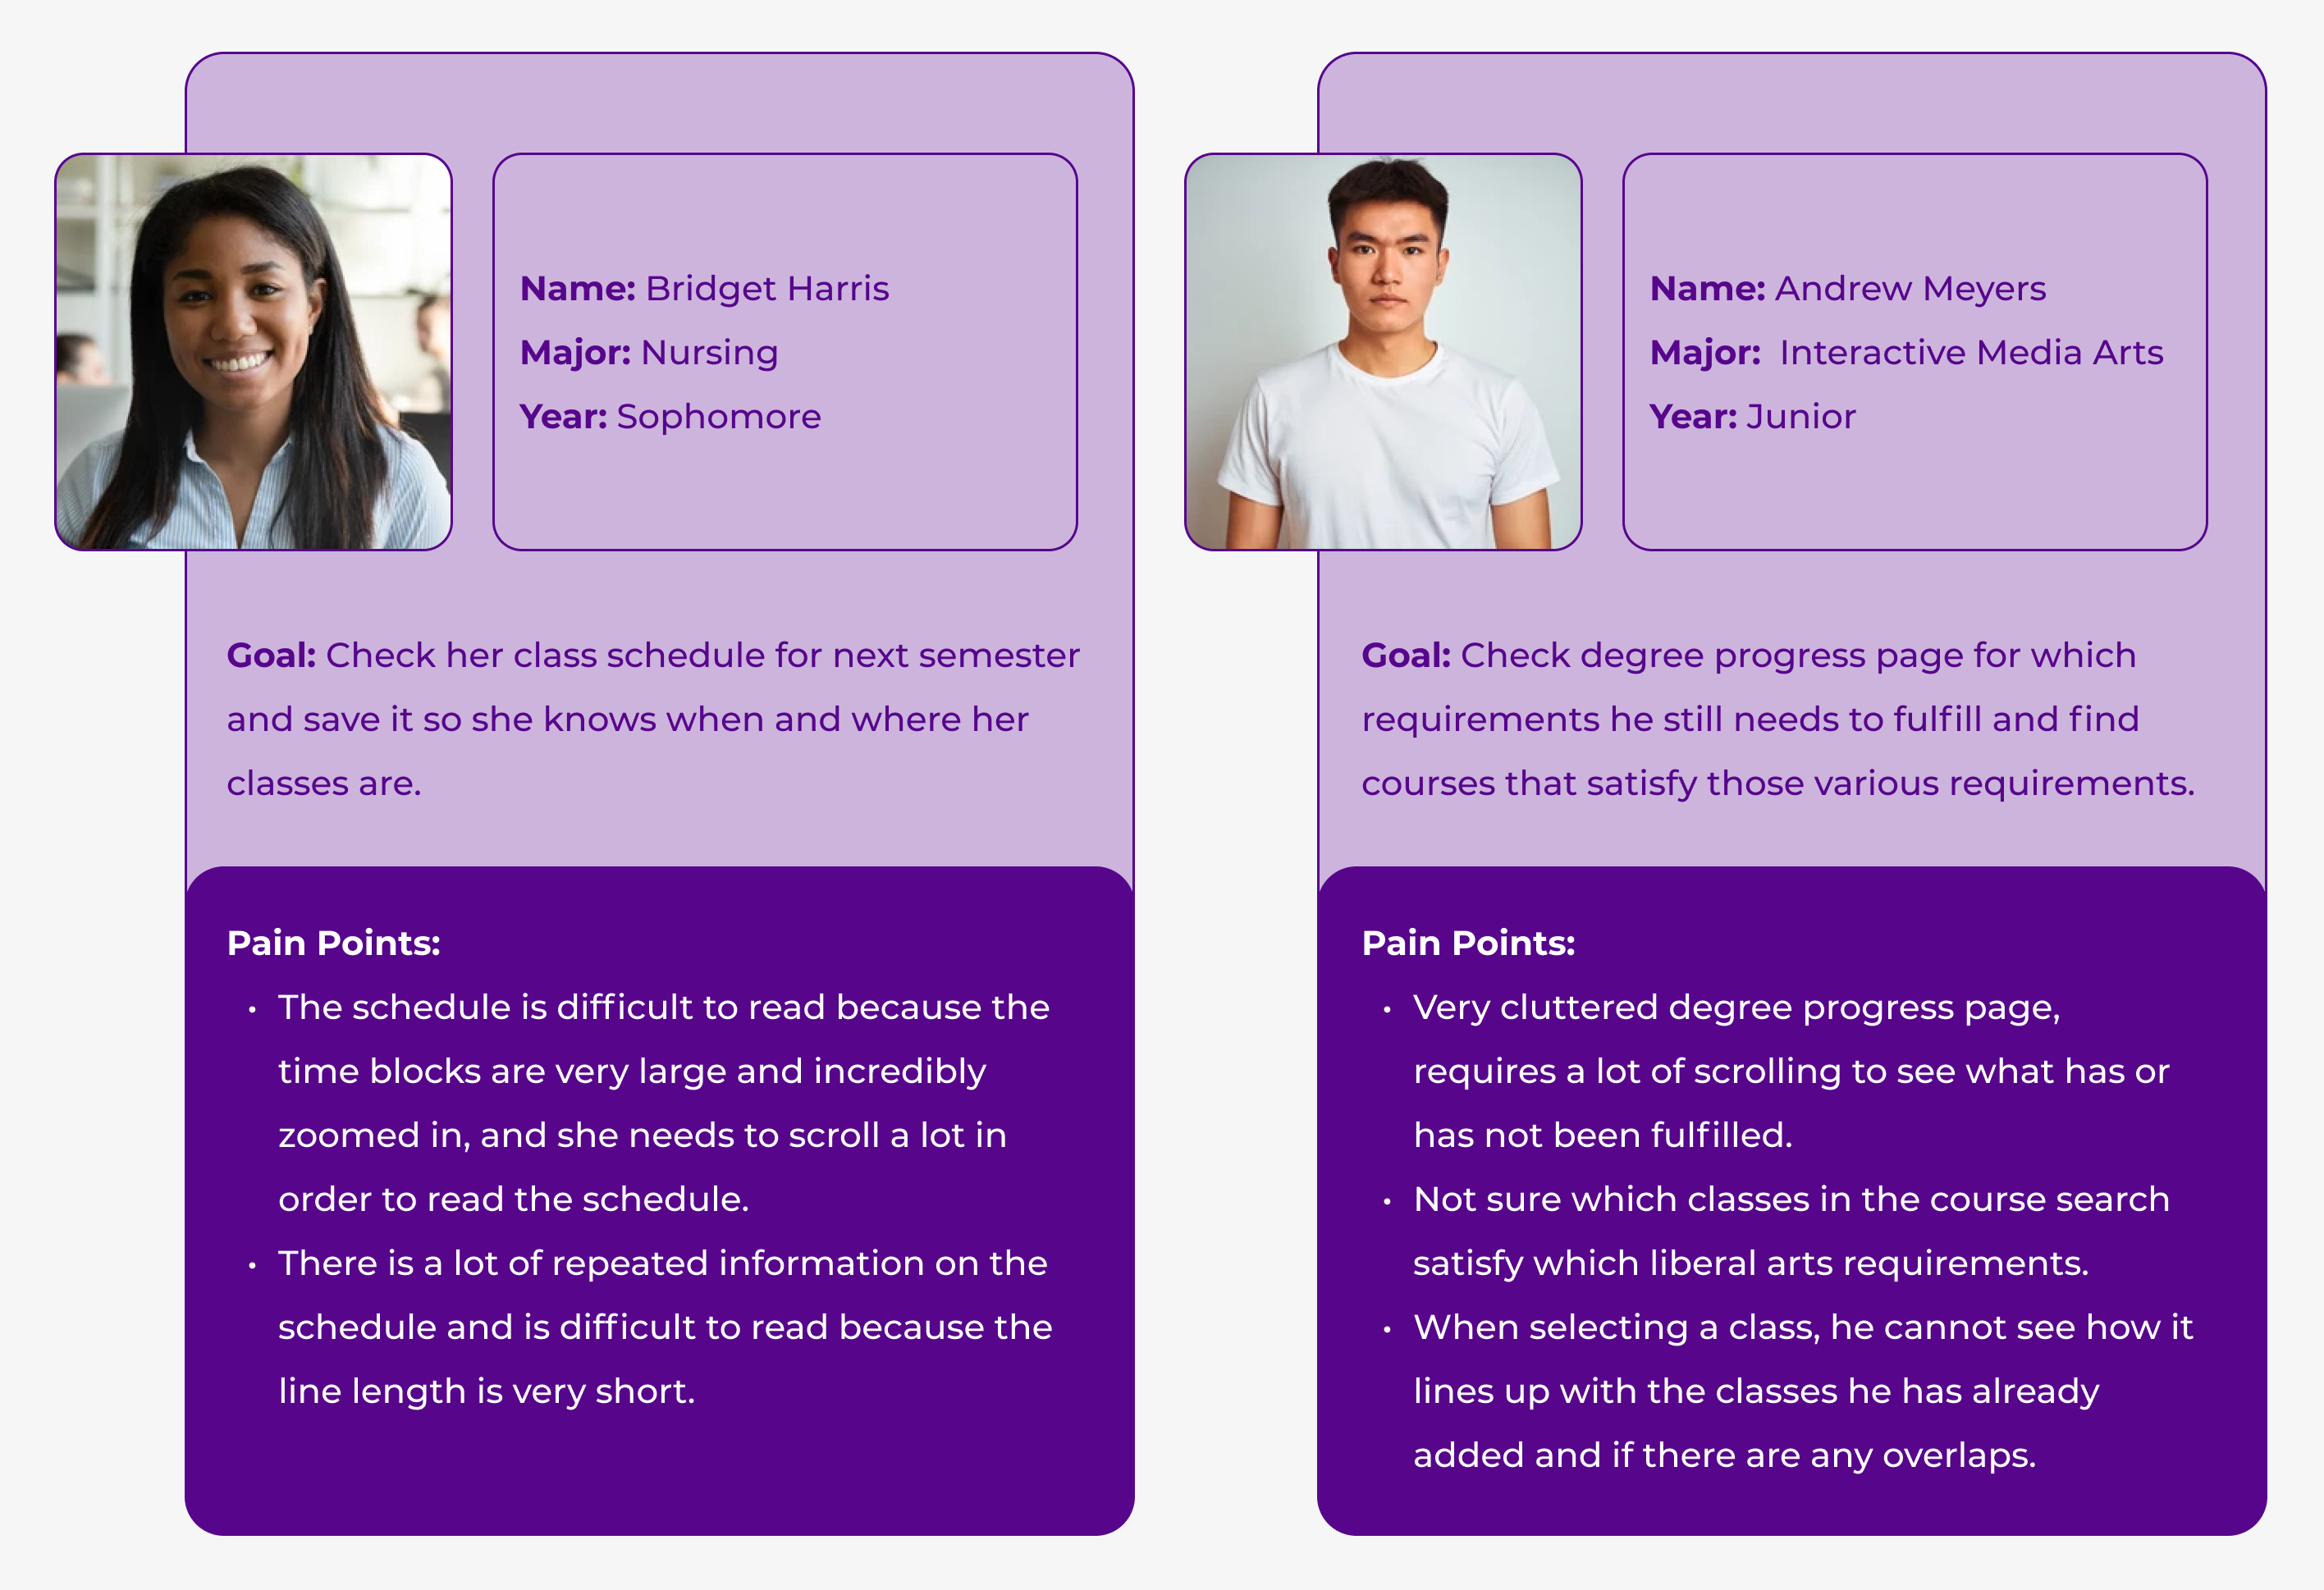 Name: Bridget Harris
Major: Nursing
Year: Sophomore
Goal: Check her class schedule for next semester
and save it so she knows when and where her
classes are.
Pain Points:
• The schedule is difficult to read because the
time blocks are very large and incredibly
zoomed in, and she needs to scroll a lot in
order to read the schedule.
• There is a lot of repeated information on the
schedule and is difficult to read because the
line length is very short.
Name: Andrew Meyers
Major: Interactive Media Arts
Year: Junior
Goal: Check degree progress page for which
requirements he still needs to fulfill and find
courses that satisfy those various requirements.
Pain Points:
• Very cluttered degree progress page,
requires a lot of scrolling to see what has or
has not been fulfilled.
• Not sure which classes in the course search
satisfy which liberal arts requirements.
• When selecting a class, he cannot see how it
lines up with the classes he has already
added and if there are any overlaps.